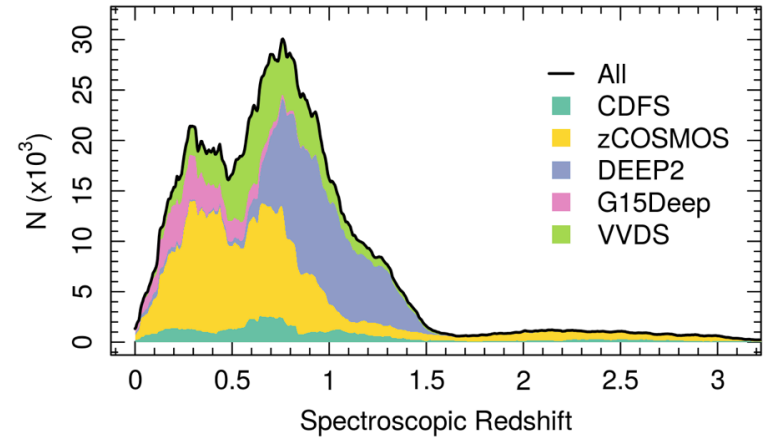 30
25
20
15
10
5
0
N (x10³)
All
CDFS
zCOSMOS
DEEP2
G15Deep
VVDS
0 0.5 1 1.5 2 2.5 3
Spectroscopic Redshift